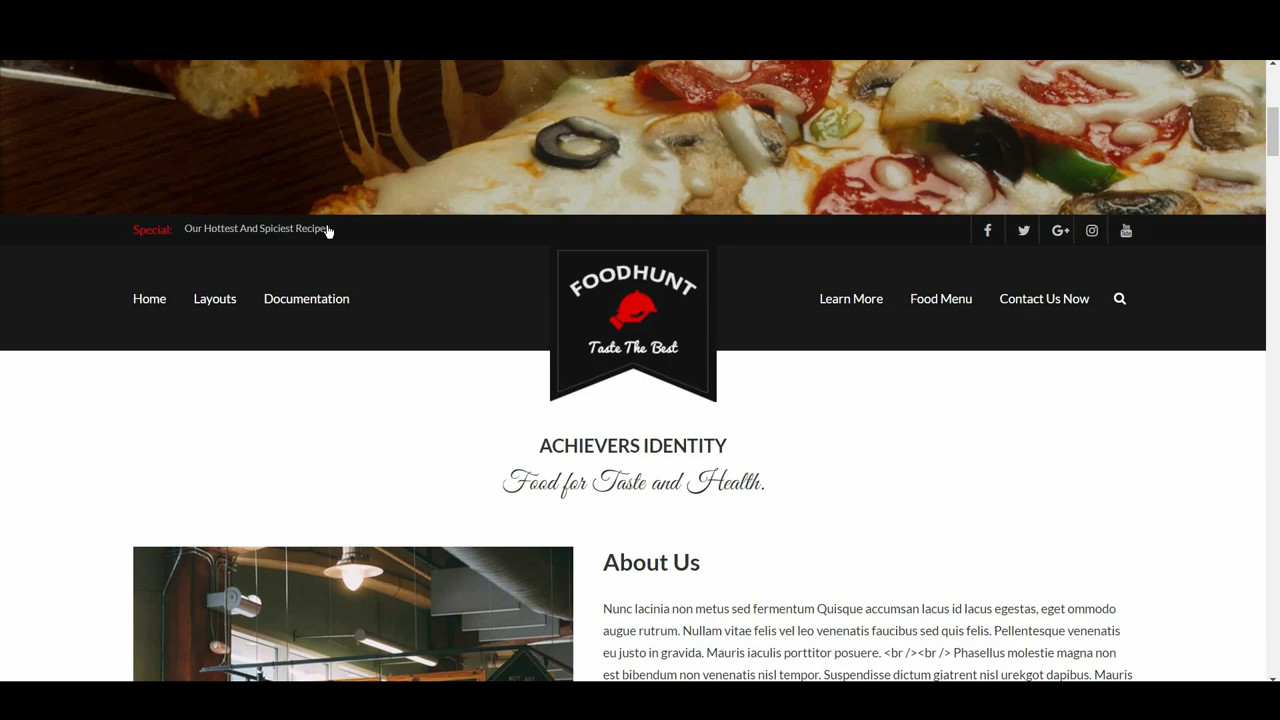 Special: Our Hottest And Spiciest Recipe
Home Layouts Documentation
FOODHUNT
Taste The Best
Learn More Food Menu Contact Us Now
ACHIEVERS IDENTITY
Food for Taste and Health.
About Us
Nunc lacinia non metus sed fermentum Quisque accumsan lacus id lacus egestas, eget ommodo
augue rutrum. Nullam vitae felis vel leo venenatis faucibus sed quis felis. Pellentesque venenatis
eu justo in gravida. Mauris iaculis porttitor posuere. <br /><br /> Phasellus molestie magna non
est bibendum non venenatis nisl tempor. Suspendisse dictum giatrent nisl urekgot dapibus. Mauris